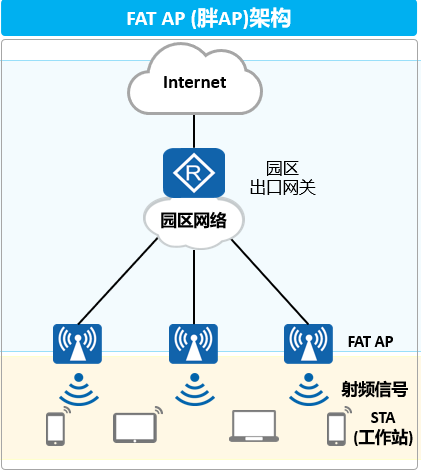 FAT AP (胖AP)架构
Internet
R
园区
出口网关
园区网络
FAT AP
射频信号
STA
(工作站)